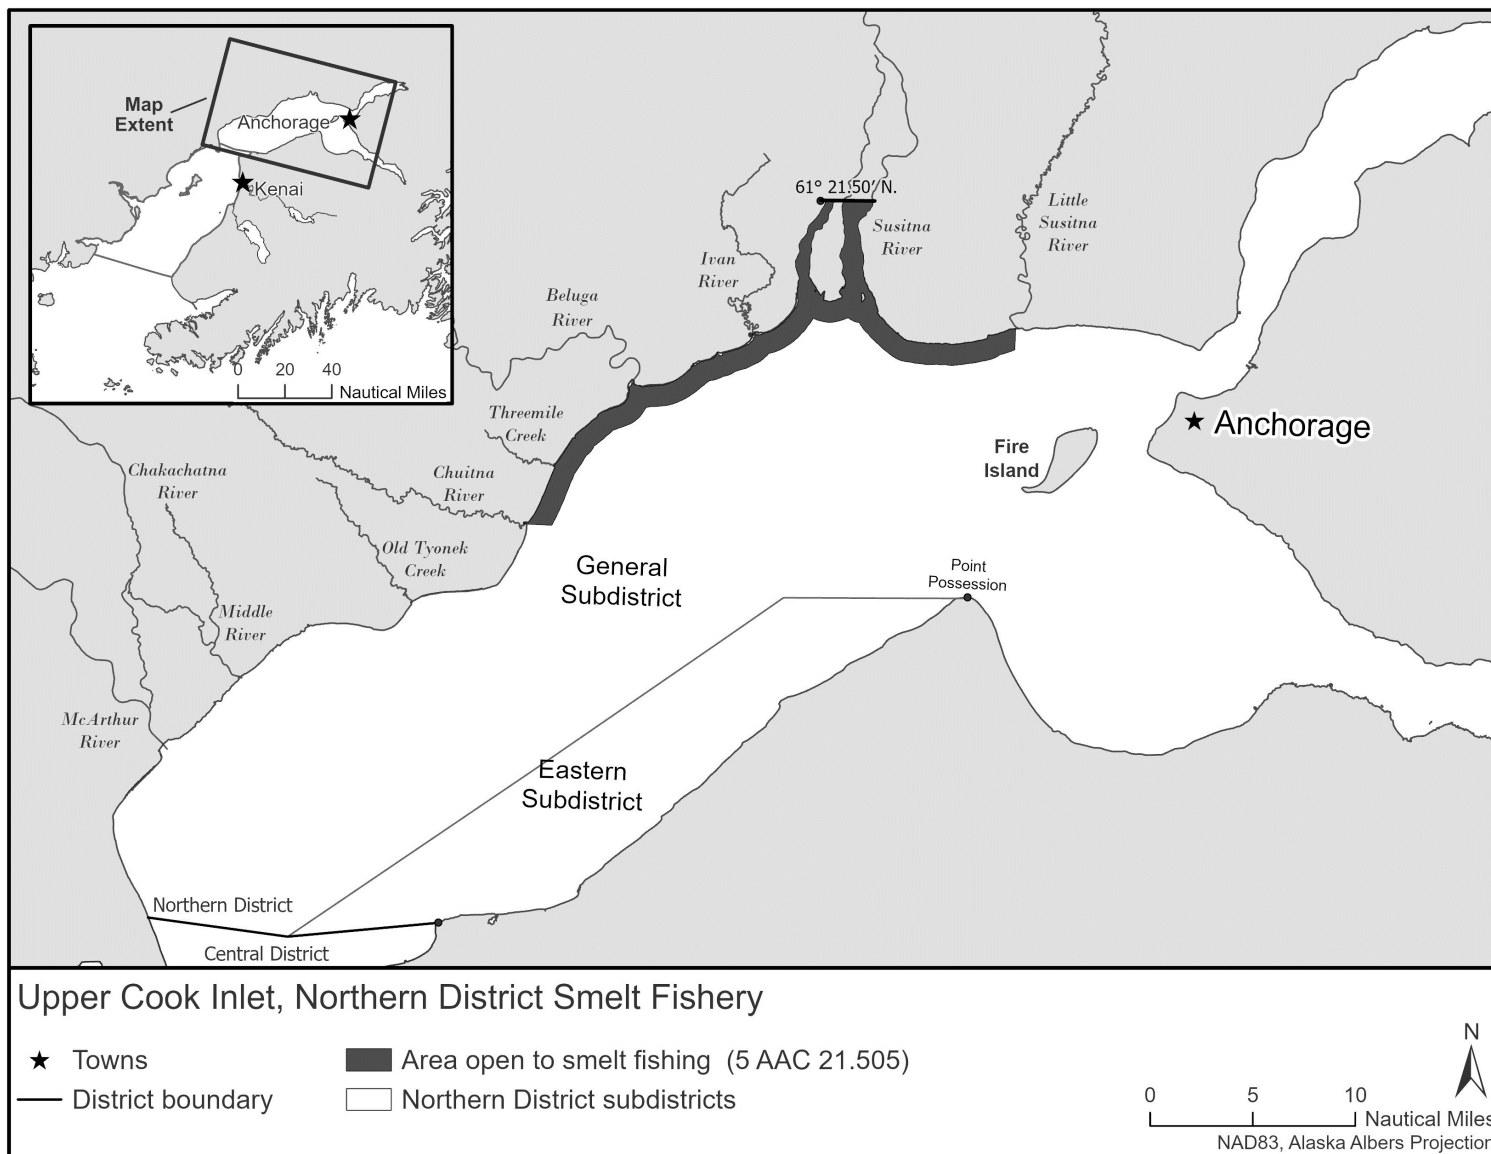 Map
Extent
Anchorage
Kenai
0 20 40
Nautical Miles
61° 21.50' N.
Susitna
River
Little
Susitna
River
Ivan
River
Beluga
River
Threemile
Creek
Chuitna
River
Chakachatna
River
Old Tyonek
Creek
Middle
River
McArthur
River
Anchorage
Fire
Island
General
Subdistrict
Point
Possession
Eastern
Subdistrict
Northern District
Central District
Upper Cook Inlet, Northern District Smelt Fishery
Towns
Area open to smelt fishing (5 AAC 21.505)
District boundary
Northern District subdistricts
N
0 5 10
Nautical Miles
NAD83, Alaska Albers Projection